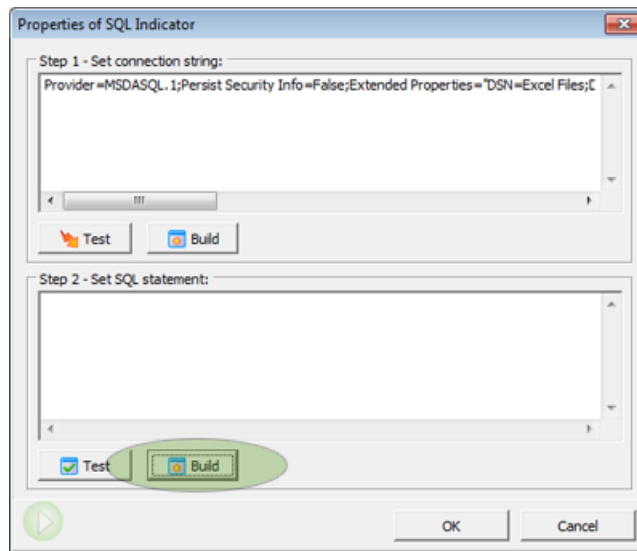 Properties of SQL Indicator
Step 1 - Set connection string:
Provider=MSDASQL.1;Persist Security Info=False;Extended Properties="DSN=Excel Files;D
Test
Build
Step 2 - Set SQL statement:
Test
Build
OK
Cancel